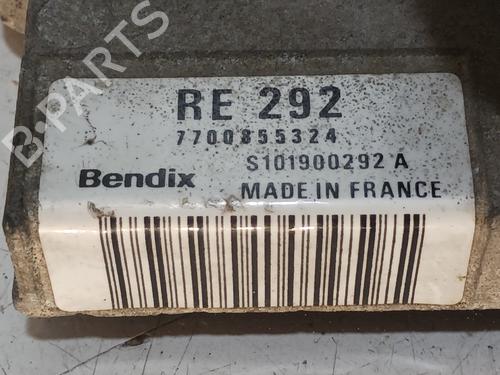 B-PARTS
RE 292
7700855324
S101900292 A
Bendix
MADE IN FRANCE